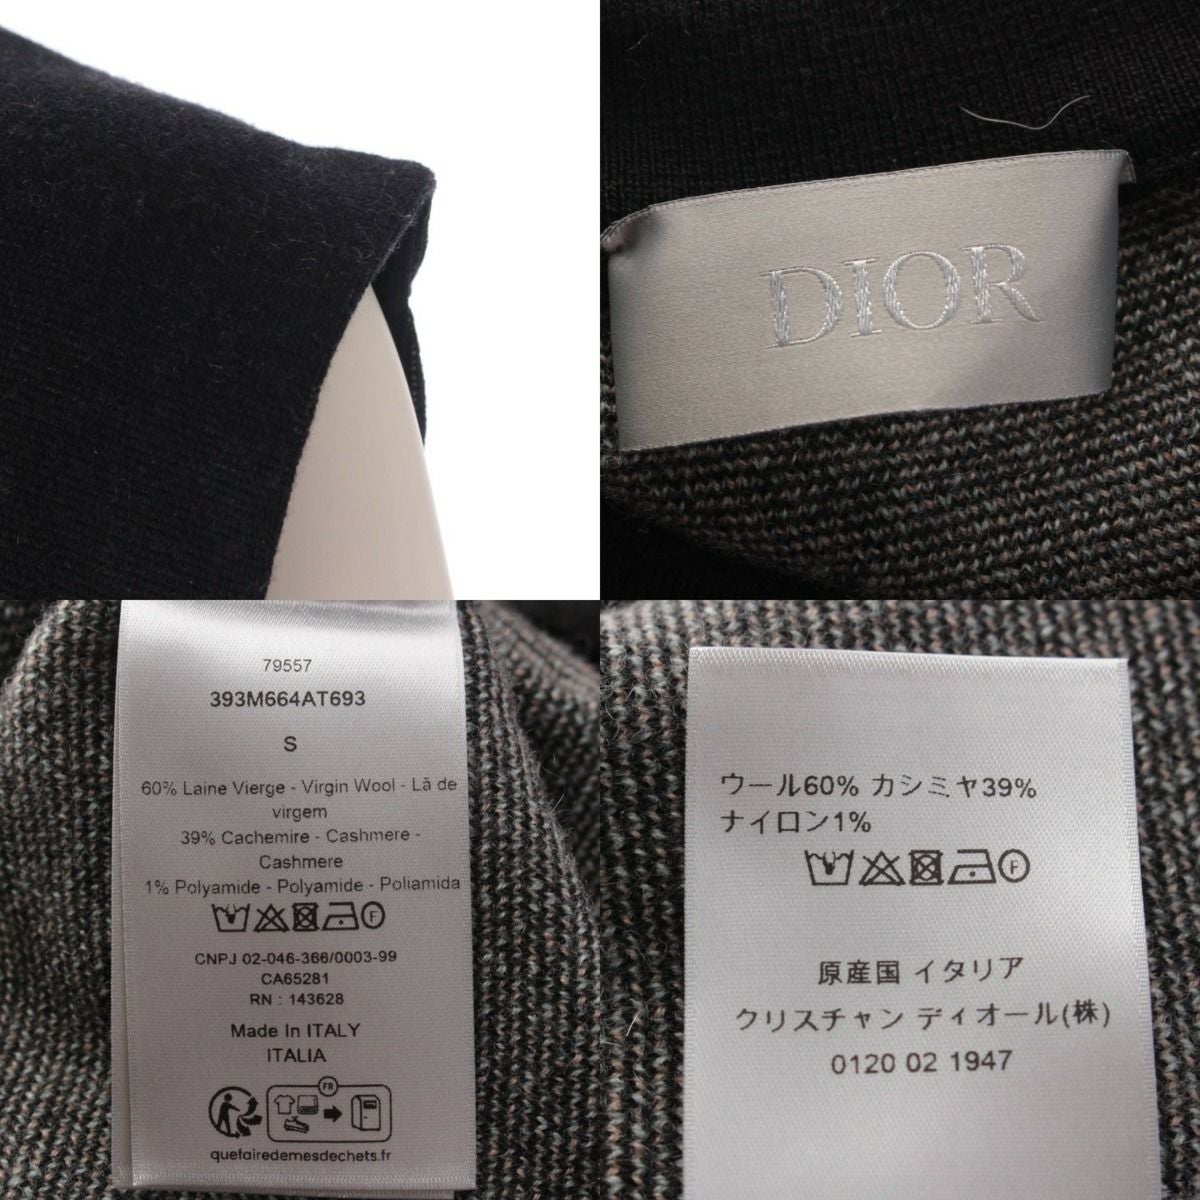 DIOR
79557
393M664AT693
S
60% Laine Vierge - Virgin Wool - Lã de
virgem
39% Cachemire - Cashmere -
Cashmere
1% Polyamide - Polyamide - Poliamida
F
CNPJ 02-046-366/0003-99
CA65281
RN : 143628
Made In ITALY
ITALIA
FR
quefairedemesdechets.fr
ウール60% カシミヤ39%
ナイロン1%
F
原産国 イタリア
クリスチャン ディオール(株)
0120 02 1947